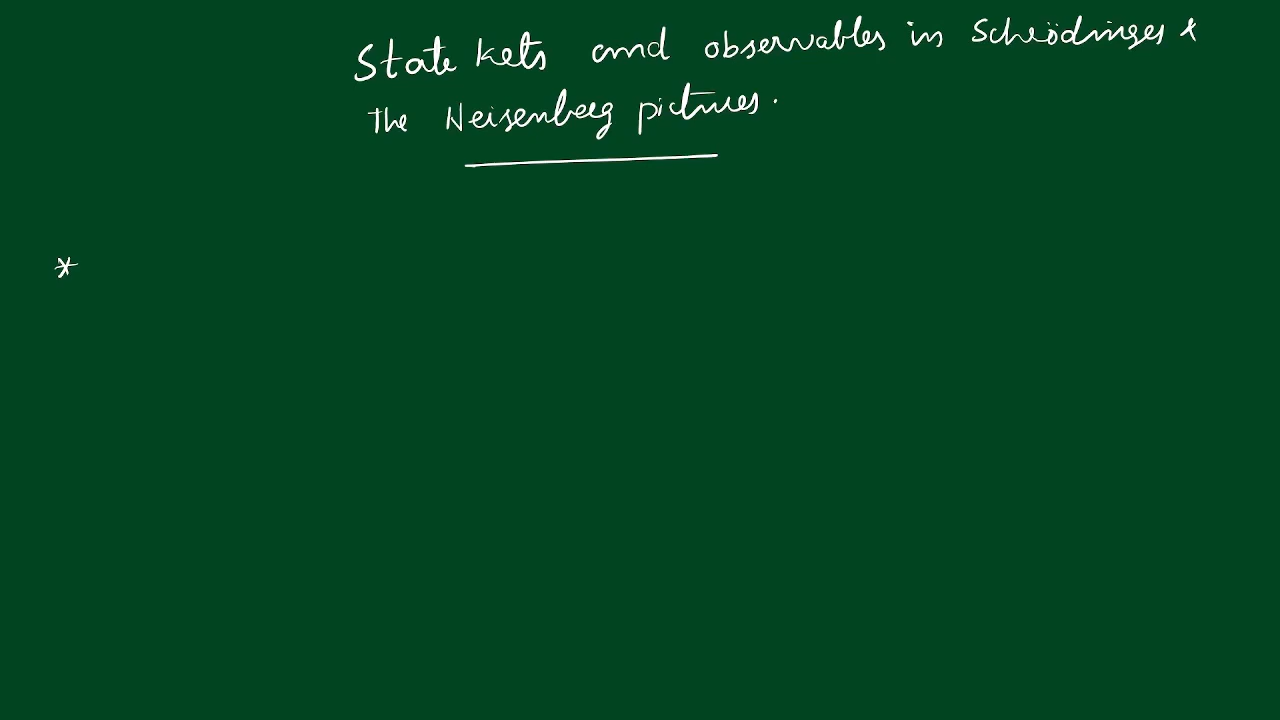 State kets and observables in Schrödinger &
the Heisenberg pictures.
*